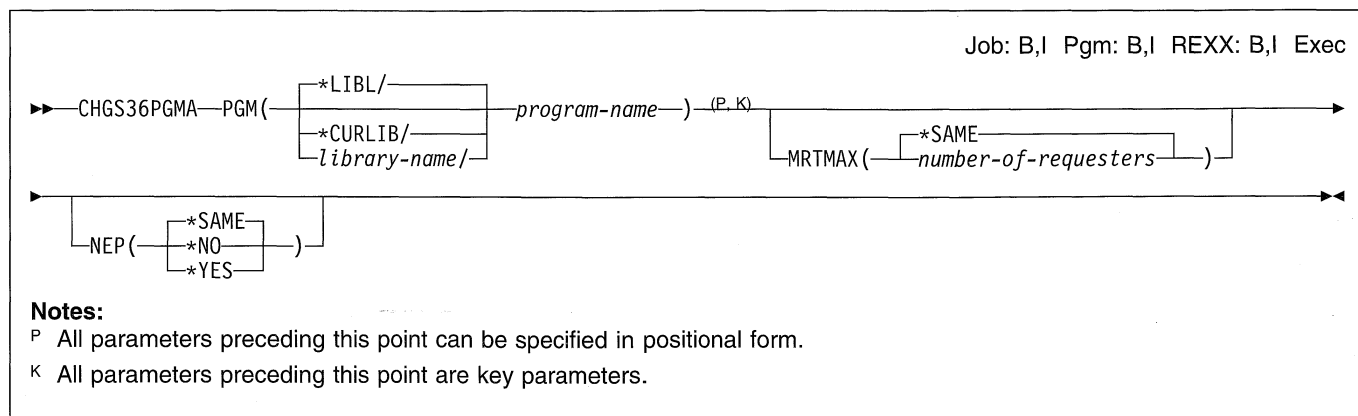 Job: B,I Pgm: B,I REXX: B,I Exec
*LIBL/
CHGS36PGMA PGM( program-name ) (P, K)
*CURLIB/
library-name/
*SAME
MRTMAX( number-of-requesters )
*SAME
NEP( *NO )
*YES
Notes:
P All parameters preceding this point can be specified in positional form.
K All parameters preceding this point are key parameters.